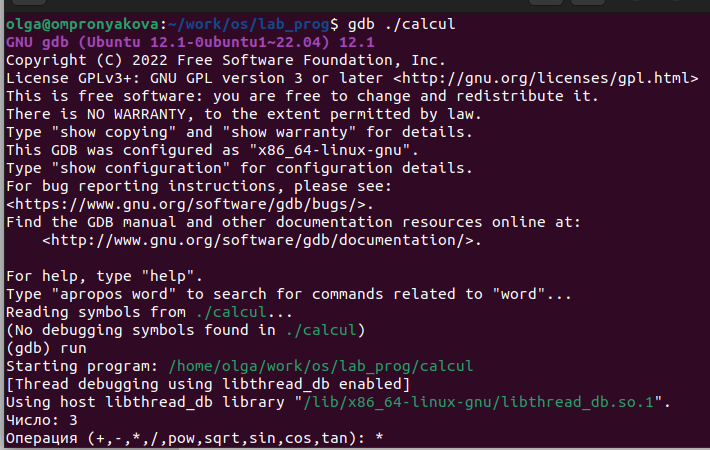 olga@ompronyakova:~/work/os/lab_prog$ gdb ./calcul
GNU gdb (Ubuntu 12.1-0ubuntu1~22.04) 12.1
Copyright (C) 2022 Free Software Foundation, Inc.
License GPLv3+: GNU GPL version 3 or later <http://gnu.org/licenses/gpl.html>
This is free software: you are free to change and redistribute it.
There is NO WARRANTY, to the extent permitted by law.
Type "show copying" and "show warranty" for details.
This GDB was configured as "x86_64-linux-gnu".
Type "show configuration" for configuration details.
For bug reporting instructions, please see:
<https://www.gnu.org/software/gdb/bugs/>.
Find the GDB manual and other documentation resources online at:
    <http://www.gnu.org/software/gdb/documentation/>.

For help, type "help".
Type "apropos word" to search for commands related to "word"...
Reading symbols from ./calcul...
(No debugging symbols found in ./calcul)
(gdb) run
Starting program: /home/olga/work/os/lab_prog/calcul
[Thread debugging using libthread_db enabled]
Using host libthread_db library "/lib/x86_64-linux-gnu/libthread_db.so.1".
Число: 3
Операция (+,-,*,/,pow,sqrt,sin,cos,tan): *